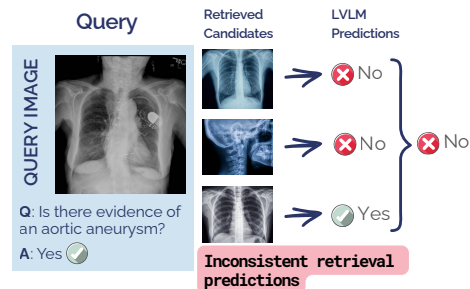 Query
Retrieved
Candidates
LVLM
Predictions
QUERY IMAGE
No
No
Yes
No
Q: Is there evidence of
an aortic aneurysm?
A: Yes
Inconsistent retrieval
predictions